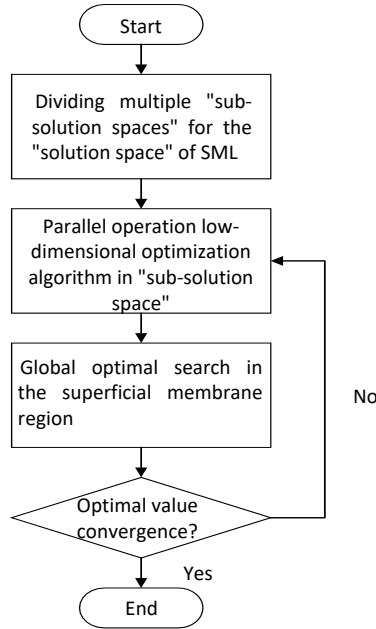 Start
Dividing multiple "sub-
solution spaces" for the
"solution space" of SML
Parallel operation low-
dimensional optimization
algorithm in "sub-solution
space"
Global optimal search in
the superficial membrane
region
No
Optimal value
convergence?
Yes
End